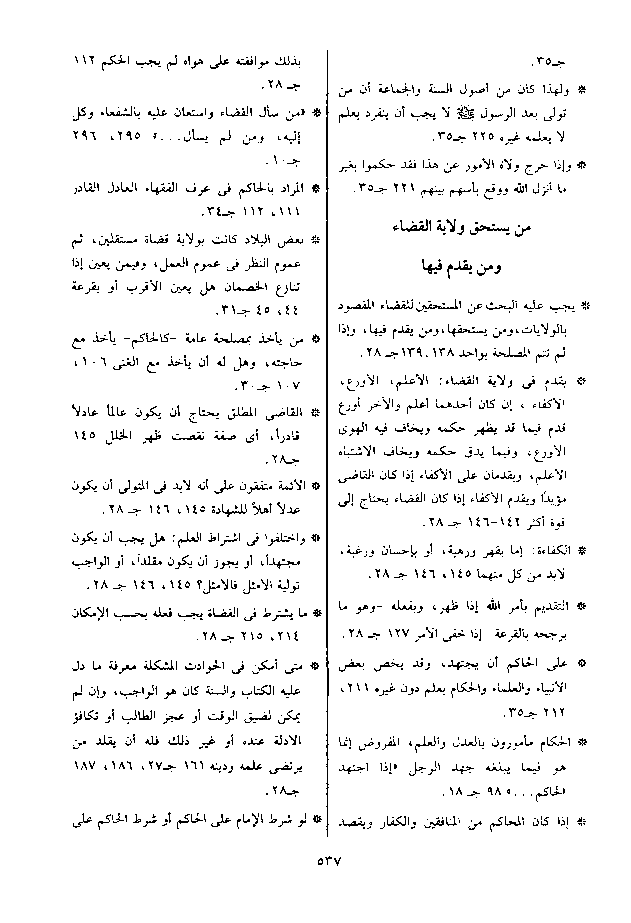 جـ٣٥.
* ولهذا كان من أصول السنة والجماعة أن من
تولى بعد الرسول ﷺ لا يجب أن ينفرد بعلم
لا يعلمه غيره ٢٢٥ جـ٣٥.
* وإذا خرج ولاة الأمور عن هذا فقد حكموا بغير
ما أنزل الله ووقع بأسهم بينهم ٢٢١ جـ٣٥.
من يستحق ولاية القضاء
ومن يقدم فيها
* يجب عليه البحث عن المستحقين للقضاء المقصود
بالولايات، ومن يستحقها، ومن يقدم فيها، وإذا
لم تتم المصلحة بواحد ١٣٨، ١٣٩ جـ ٢٨.
* يقدم فى ولاية القضاء: الأعلم، الأورع،
الأكفاء ، إن كان أحدهما أعلم والآخر أورع
قدم فيما قد يظهر حكمه ويخاف فيه الهوى
الأورع، وفيما يدق حكمه ويخاف الاشتباه
الأعلم، ويقدمان على الأكفاء إذا كان القاضى
مؤيدًا ويقدم الأكفاء إذا كان القضاء يحتاج إلى
قوة أكثر ١٤٢-١٤٦ جـ ٢٨.
* الكفاءة: إما بقهر ورهبة، أو بإحسان ورغبة،
لابد من كل منهما ١٤٥، ١٤٦ جـ ٢٨.
* التقديم بأمر الله إذا ظهر، وبفعله -وهو ما
يرجحه بالقرعة إذا خفى الأمر ١٢٧ جـ ٢٨.
* على الحاكم أن يجتهد، وقد يخص بعض
الأنبياء والعلماء والحكام بعلم دون غيره ٢١١،
٢١٢ جـ٣٥.
* الحكام مأمورون بالعدل والعلم، المفروض إنما
هو فيما يبلغه جهد الرجل «إذا اجتهد
الحاكم...» ٩٨ جـ ١٨.
* إذا كان المحاكم من المنافقين والكفار ويقصد
بذلك موافقته على هواه لم يجب الحكم ١١٢
جـ ٢٨.
* «من سأل القضاء واستعان عليه بالشفعاء وكل
إليه، ومن لم يسأل...» ٢٩٥، ٢٩٦
جـ١٠.
* المراد بالحاكم فى عرف الفقهاء العادل القادر
١١١، ١١٢ جـ٣٤.
* بعض البلاد كانت بولاية قضاة مستقلين، ثم
عموم النظر فى عموم العمل، وفيمن يعين إذا
تنازع الخصمان هل يعين الأقرب أو بقرعة
٤٤، ٤٥ جـ٣١.
* من يأخذ بمصلحة عامة -كالحاكم- يأخذ مع
حاجته، وهل له أن يأخذ مع الغنى ١٠٦،
١٠٧ جـ٣٠.
* القاضى المطلق يحتاج أن يكون عالمًا عادلاً
قادرًا، أى صفة نقصت ظهر الخلل ١٤٥
جـ٢٨.
* الأئمة متفقون على أنه لابد فى المتولى أن يكون
عدلاً أهلاً للشهادة ١٤٥، ١٤٦ جـ ٢٨.
* واختلفوا فى اشتراط العلم: هل يجب أن يكون
مجتهداً، أو يجوز أن يكون مقلداً، أو الواجب
تولية الأمثل فالأمثل؟ ١٤٥، ١٤٦ جـ ٢٨.
* ما يشترط فى القضاة يجب فعله بحسب الإمكان
٢١٤، ٢١٥ جـ ٢٨.
* متى أمكن فى الحوادث المشكلة معرفة ما دل
عليه الكتاب والسنة كان هو الواجب، وإن لم
يمكن لضيق الوقت أو عجز الطالب أو تكافؤ
الأدلة عنده أو غير ذلك فله أن يقلد من
يرتضى علمه ودينه ١٦١ جـ٢٧، ١٨٦، ١٨٧
جـ٢٨.
* لو شرط الإمام على الحاكم أو شرط الحاكم على
٥٣٧